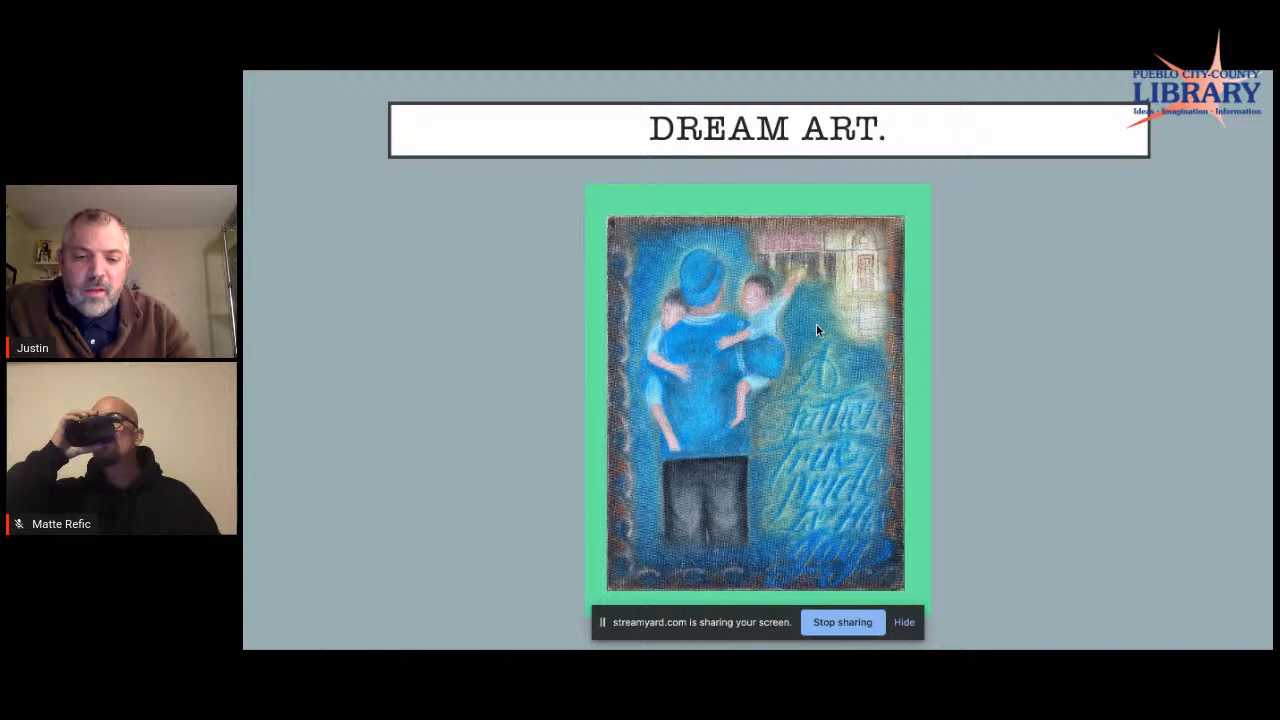 PUEBLO CITY-COUNTY
LIBRARY
Ideas · Imagination · Information
DREAM ART.
Justin
Matte Refic
streamyard.com is sharing your screen.
Stop sharing
Hide